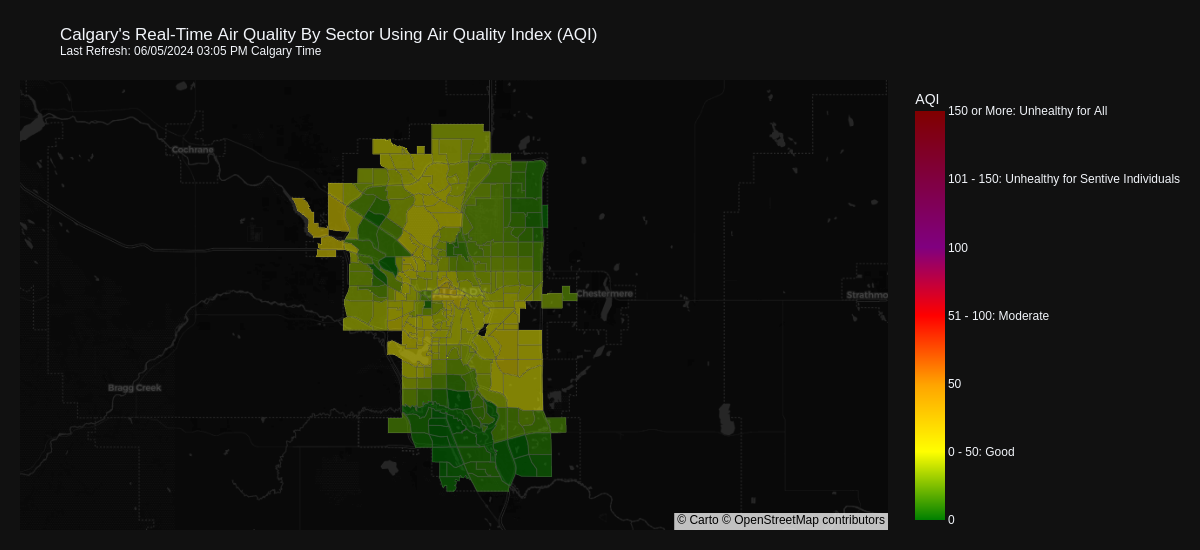 Calgary's Real-Time Air Quality By Sector Using Air Quality Index (AQI)
Last Refresh: 06/05/2024 03:05 PM Calgary Time
AQI
150 or More: Unhealthy for All
Cochrane
101 - 150: Unhealthy for Sentive Individuals
100
CALGARY
Chestermere
Strathmo
51 - 100: Moderate
50
Bragg Creek
0 - 50: Good
0
© Carto © OpenStreetMap contributors